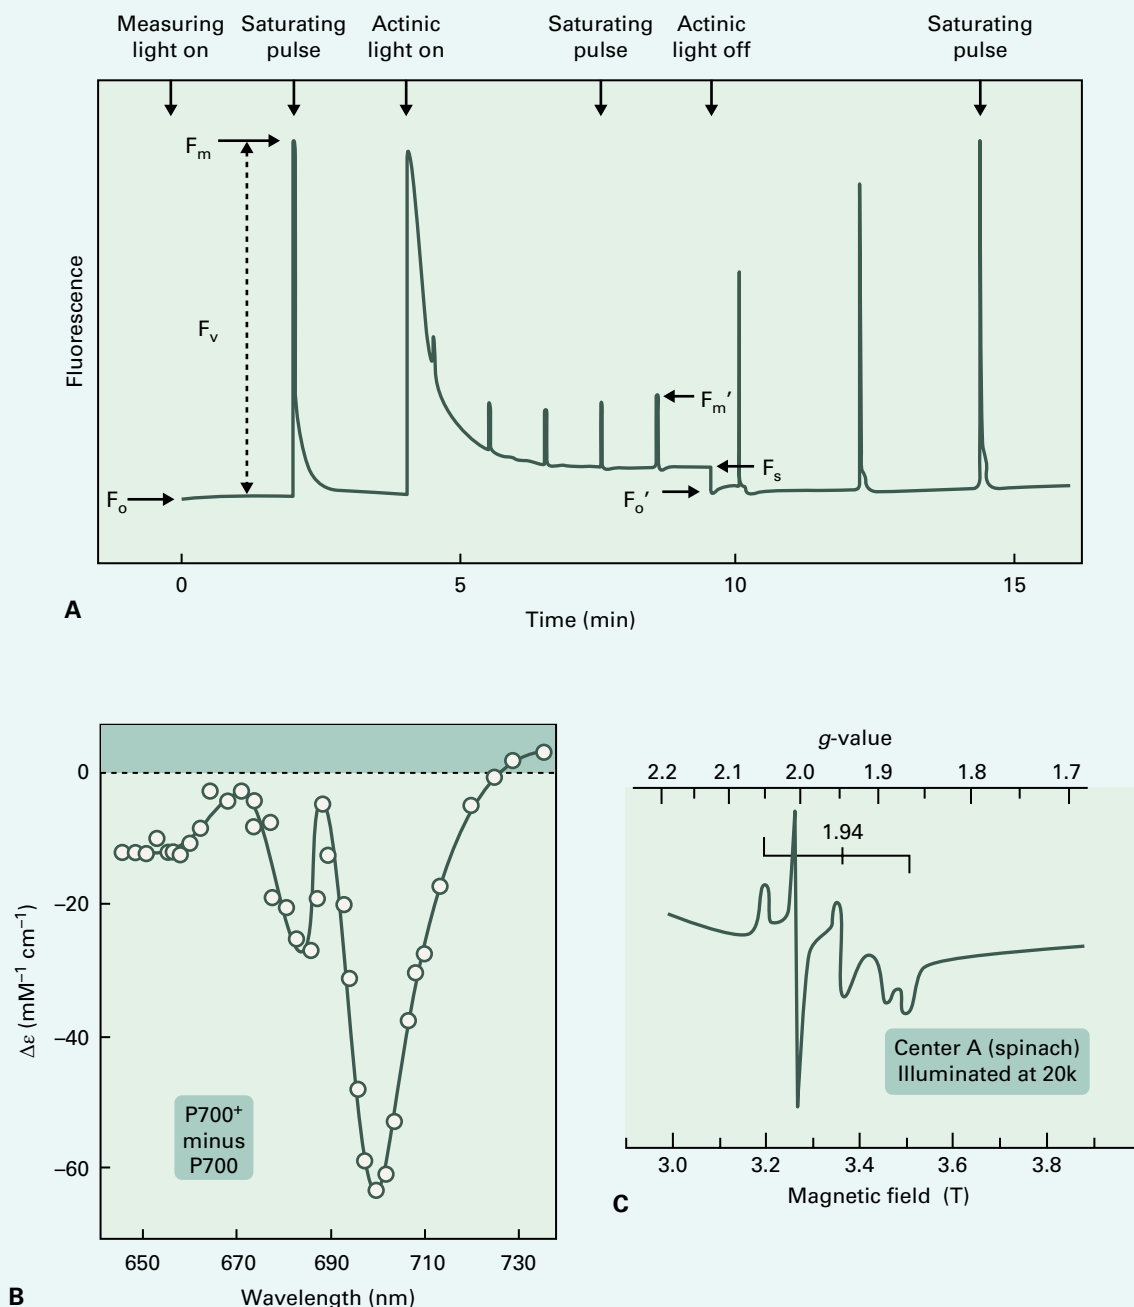 Measuring
light on
Saturating
pulse
Actinic
light on
Saturating
pulse
Actinic
light off
Saturating
pulse
Fluorescence
Fm
Fv
Fo
Fm′
Fs
Fo′
0 5 10 15
Time (min)
A
Δε (mM⁻¹ cm⁻¹)
0
–20
–40
–60
P700⁺
minus
P700
650 670 690 710 730
Wavelength (nm)
B
g-value
2.2 2.1 2.0 1.9 1.8 1.7
1.94
Center A (spinach)
Illuminated at 20k
3.0 3.2 3.4 3.6 3.8
Magnetic field (T)
C